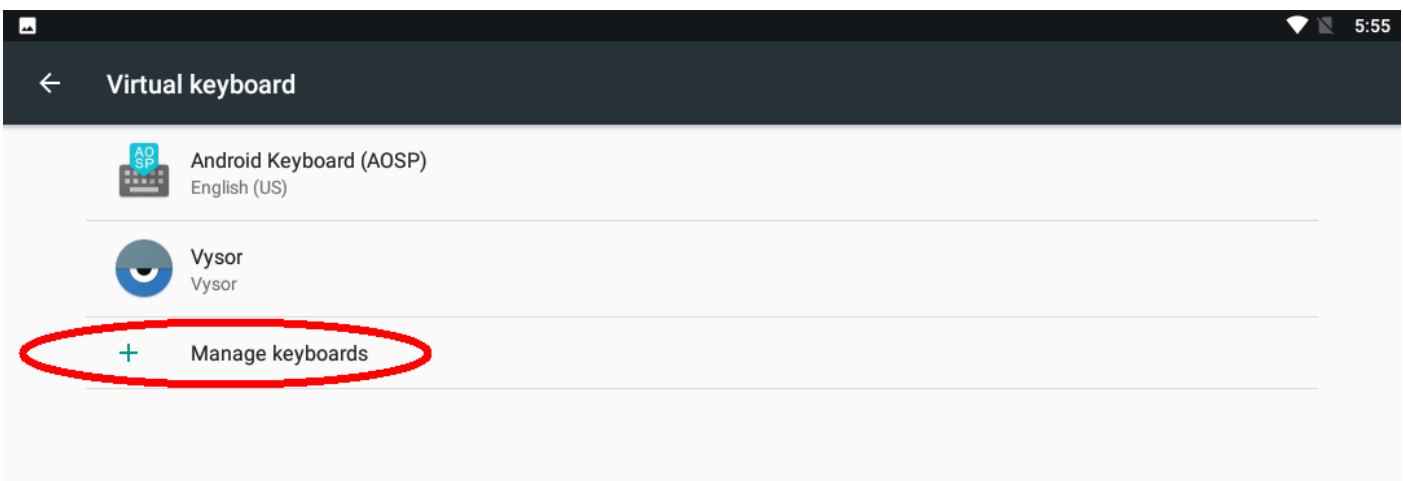 5:55
Virtual keyboard
AO
SP
Android Keyboard (AOSP)
English (US)
Vysor
Vysor
Manage keyboards